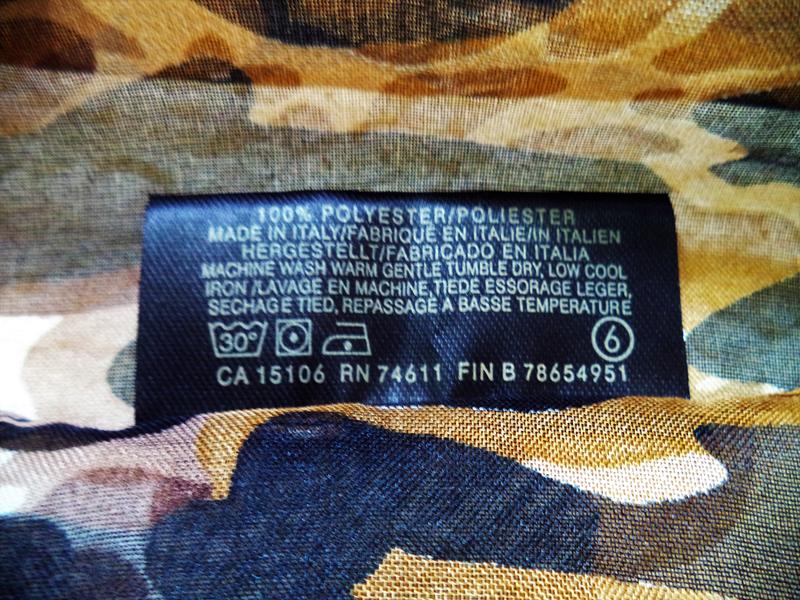 100% POLYESTER/POLIESTER
MADE IN ITALY/FABRIQUE EN ITALIE/IN ITALIEN
HERGESTELLT/FABRICADO EN ITALIA
MACHINE WASH WARM GENTLE TUMBLE DRY, LOW COOL
IRON /LAVAGE EN MACHINE, TIEDE ESSORAGE LEGER,
SECHAGE TIED, REPASSAGE A BASSE TEMPERATURE
30° 6
CA 15106 RN 74611 FIN B 78654951